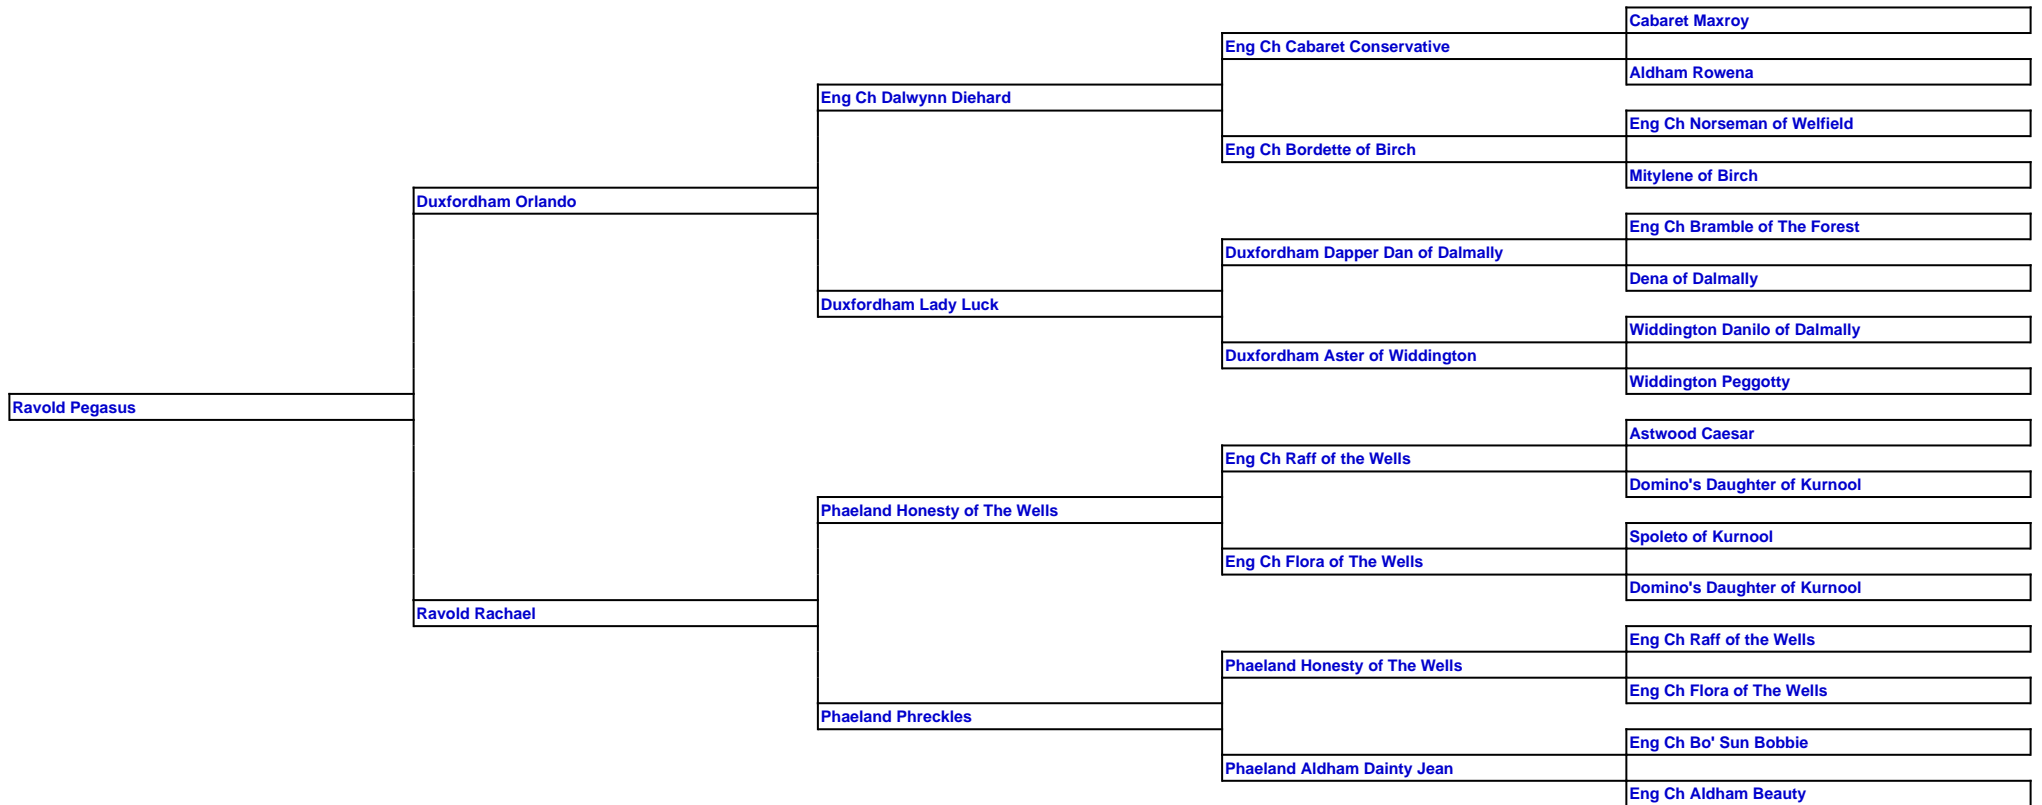 Cabaret Maxroy
Eng Ch Cabaret Conservative
Aldham Rowena
Eng Ch Dalwynn Diehard
Eng Ch Norseman of Welfield
Eng Ch Bordette of Birch
Mitylene of Birch
Duxfordham Orlando
Eng Ch Bramble of The Forest
Duxfordham Dapper Dan of Dalmally
Dena of Dalmally
Duxfordham Lady Luck
Widdington Danilo of Dalmally
Duxfordham Aster of Widdington
Widdington Peggotty
Ravold Pegasus
Astwood Caesar
Eng Ch Raff of the Wells
Domino's Daughter of Kurnool
Phaeland Honesty of The Wells
Spoleto of Kurnool
Eng Ch Flora of The Wells
Domino's Daughter of Kurnool
Ravold Rachael
Eng Ch Raff of the Wells
Phaeland Honesty of The Wells
Eng Ch Flora of The Wells
Phaeland Phreckles
Eng Ch Bo' Sun Bobbie
Phaeland Aldham Dainty Jean
Eng Ch Aldham Beauty